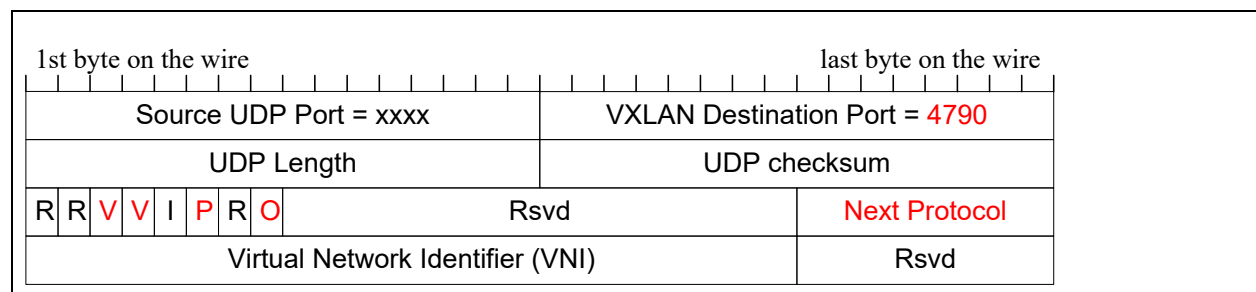 1st byte on the wire last byte on the wire
Source UDP Port = xxxx VXLAN Destination Port = 4790
UDP Length UDP checksum
R R V V I P R O Rsvd Next Protocol
Virtual Network Identifier (VNI) Rsvd